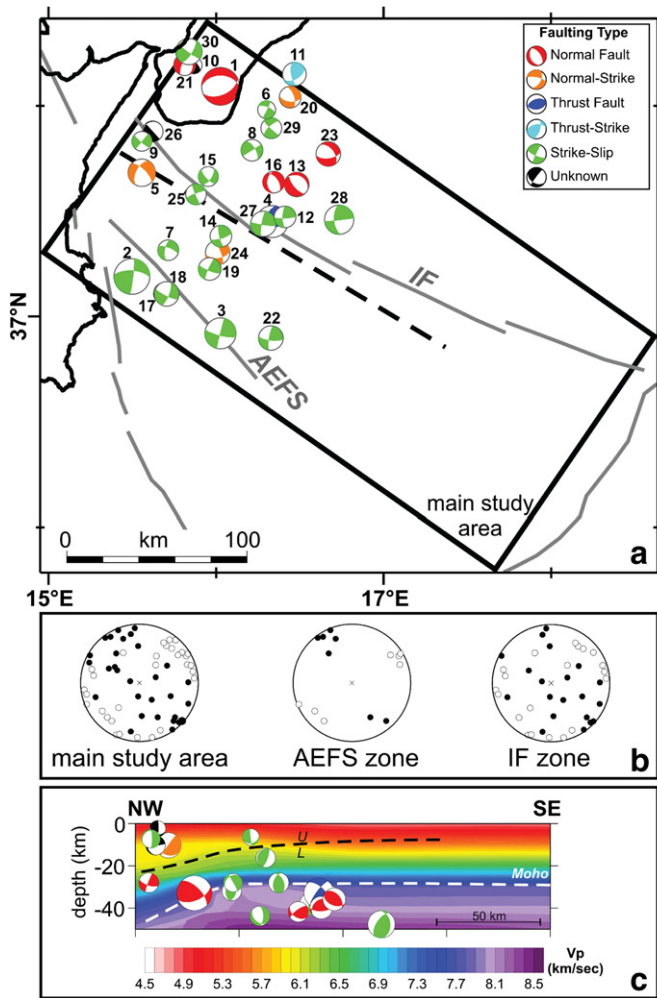 30
10
21
1
11
20
6
29
23
26
9
8
5
15
16
13
25
4
27
12
28
14
7
24
2
19
18
17
3
22
IF
AEFS
Faulting Type
Normal Fault
Normal-Strike
Thrust Fault
Thrust-Strike
Strike-Slip
Unknown
37°N
main study
area
km
0
100
a
15°E
17°E
main study area
AEFS zone
IF zone
b
NW
SE
depth (km)
0
-20
-40
U
L
Moho
50 km
4.5 4.9 5.3 5.7 6.1 6.9 7.3 7.7 8.1 8.5
Vp
(km/sec)
c